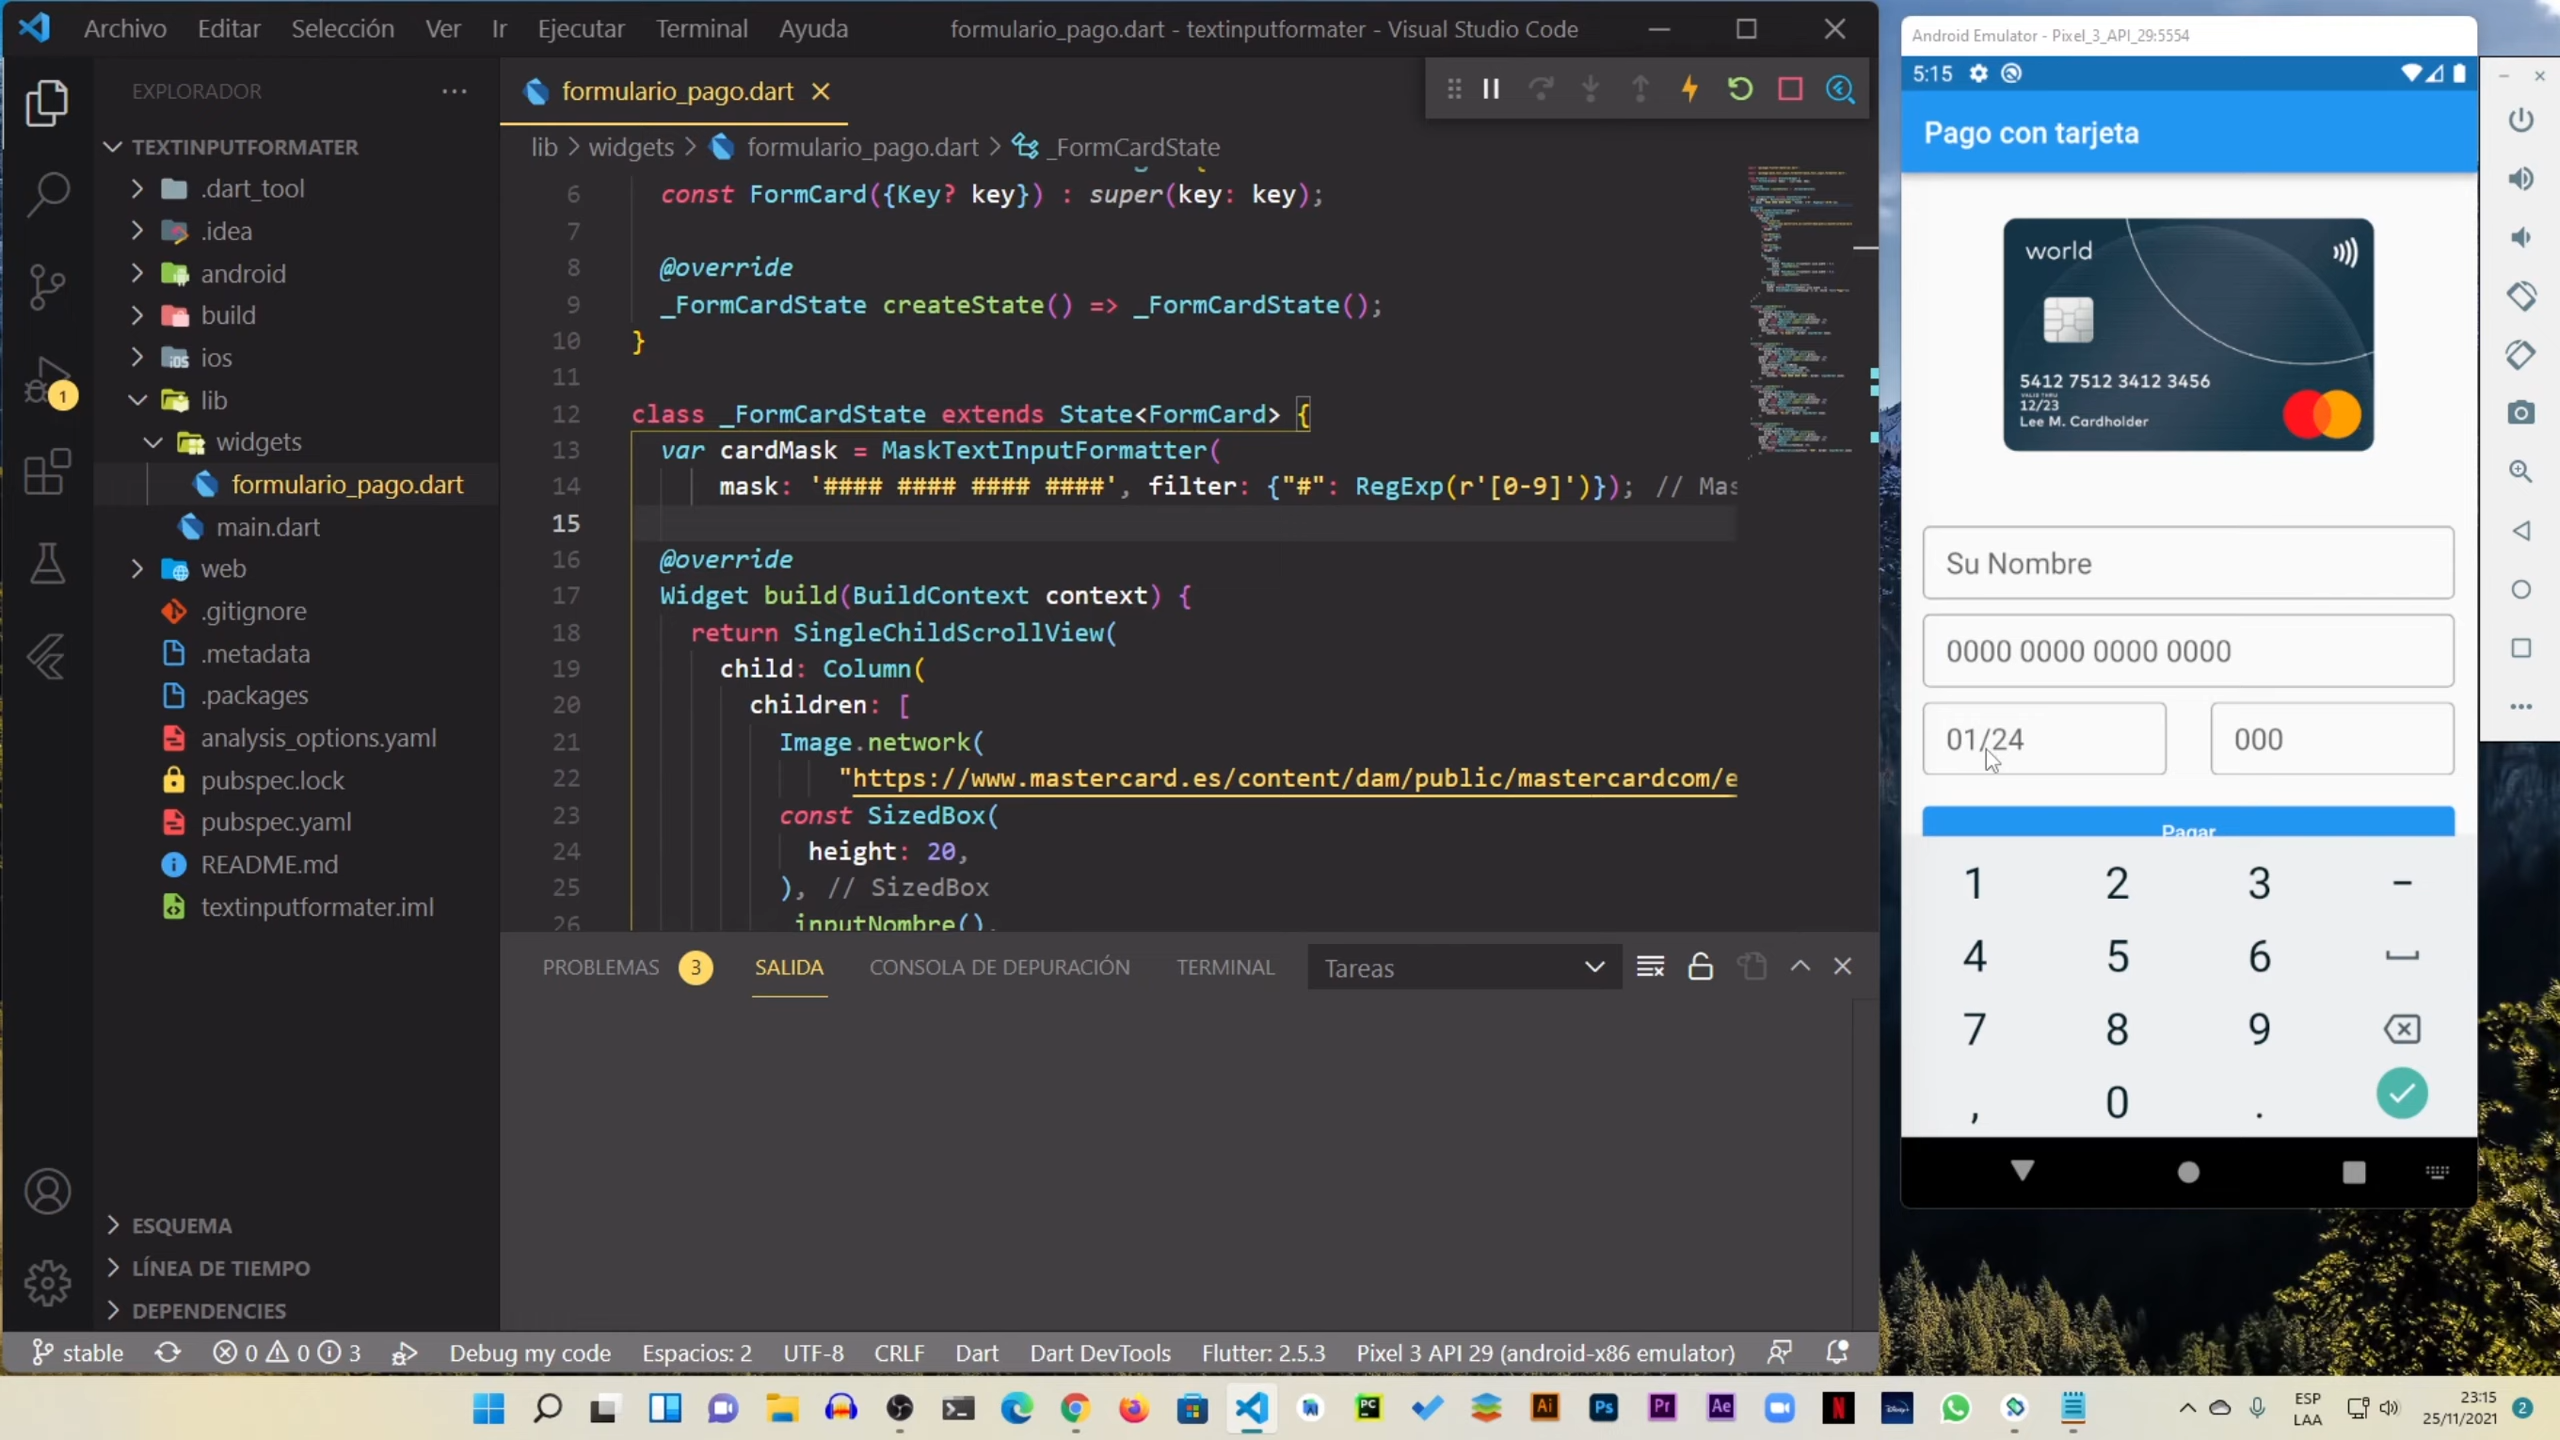 Archivo Editar Selección Ver Ir Ejecutar Terminal Ayuda
formulario_pago.dart - textinputformater - Visual Studio Code
EXPLORADOR
TEXTINPUTFORMATER
.dart_tool
.idea
android
build
ios
lib
widgets
formulario_pago.dart
main.dart
web
.gitignore
.metadata
.packages
analysis_options.yaml
pubspec.lock
pubspec.yaml
README.md
textinputformater.iml
ESQUEMA
LÍNEA DE TIEMPO
DEPENDENCIES
1
formulario_pago.dart
lib > widgets > formulario_pago.dart > _FormCardState
6 const FormCard({Key? key}) : super(key: key);
7
8 @override
9 _FormCardState createState() => _FormCardState();
10 }
11
12 class _FormCardState extends State<FormCard> {
13 var cardMask = MaskTextInputFormatter(
14 mask: '#### #### #### ####', filter: {"#": RegExp(r'[0-9]')}); // Mas
15
16 @override
17 Widget build(BuildContext context) {
18 return SingleChildScrollView(
19 child: Column(
20 children: [
21 Image.network(
22 "https://www.mastercard.es/content/dam/public/mastercardcom/e
23 const SizedBox(
24 height: 20,
25 ), // SizedBox
26 inputNombre(),
PROBLEMAS 3 SALIDA CONSOLA DE DEPURACIÓN TERMINAL Tareas
stable 0 0 3 Debug my code Espacios: 2 UTF-8 CRLF Dart Dart DevTools Flutter: 2.5.3 Pixel 3 API 29 (android-x86 emulator)
Android Emulator - Pixel_3_API_29:5554
5:15
Pago con tarjeta
world
5412 7512 3412 3456
VALID THRU
12/23
Lee M. Cardholder
Su Nombre
0000 0000 0000 0000
01/24
000
Pagar
1 2 3 -
4 5 6
7 8 9
, 0 .
PC Ai Ps Pr Ae N Disney+
ESP
LAA
23:15
25/11/2021
2